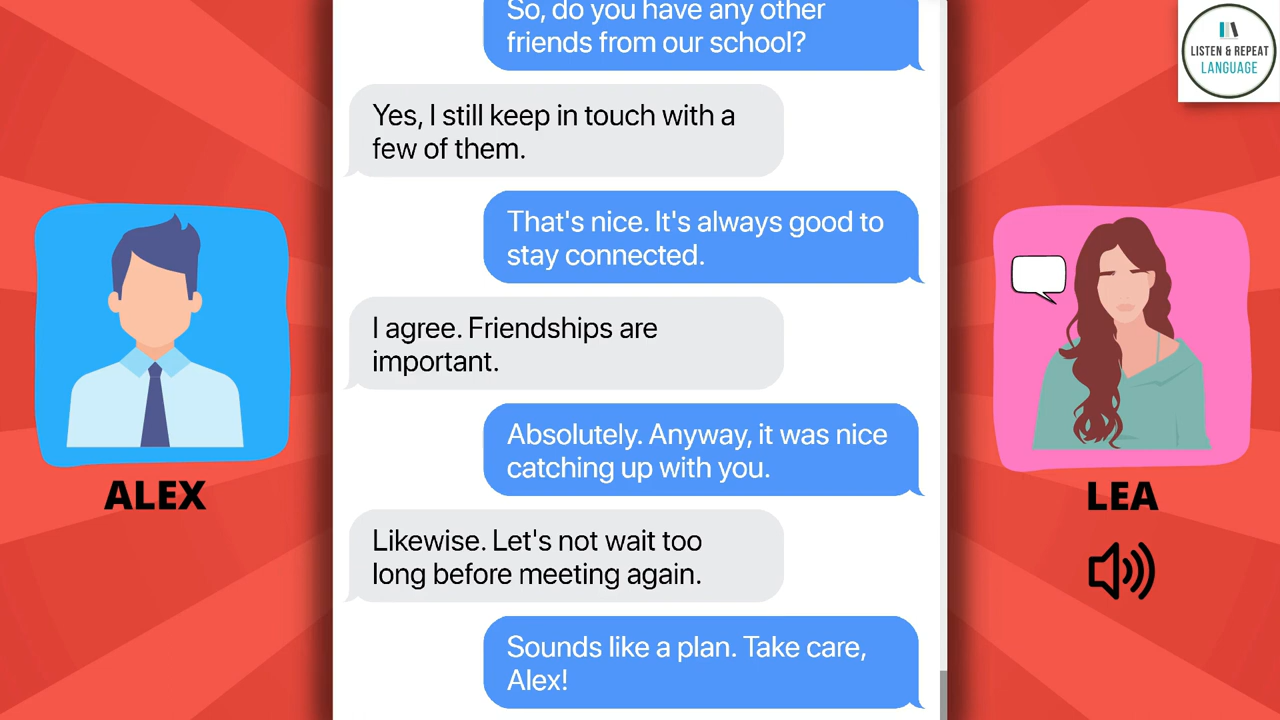 So, do you have any other
friends from our school?
LISTEN & REPEAT
LANGUAGE
Yes, I still keep in touch with a
few of them.
That's nice. It's always good to
stay connected.
I agree. Friendships are
important.
Absolutely. Anyway, it was nice
catching up with you.
ALEX
LEA
Likewise. Let's not wait too
long before meeting again.
Sounds like a plan. Take care,
Alex!